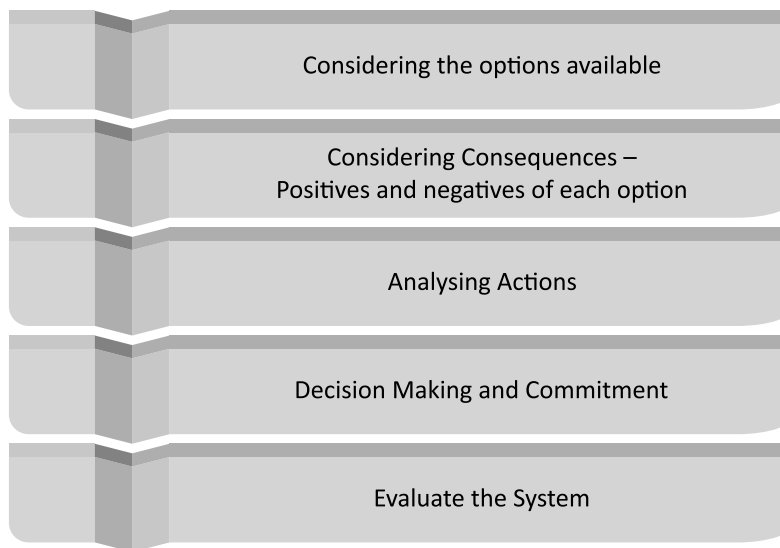 Considering the options available
Considering Consequences –
Positives and negatives of each option
Analysing Actions
Decision Making and Commitment
Evaluate the System